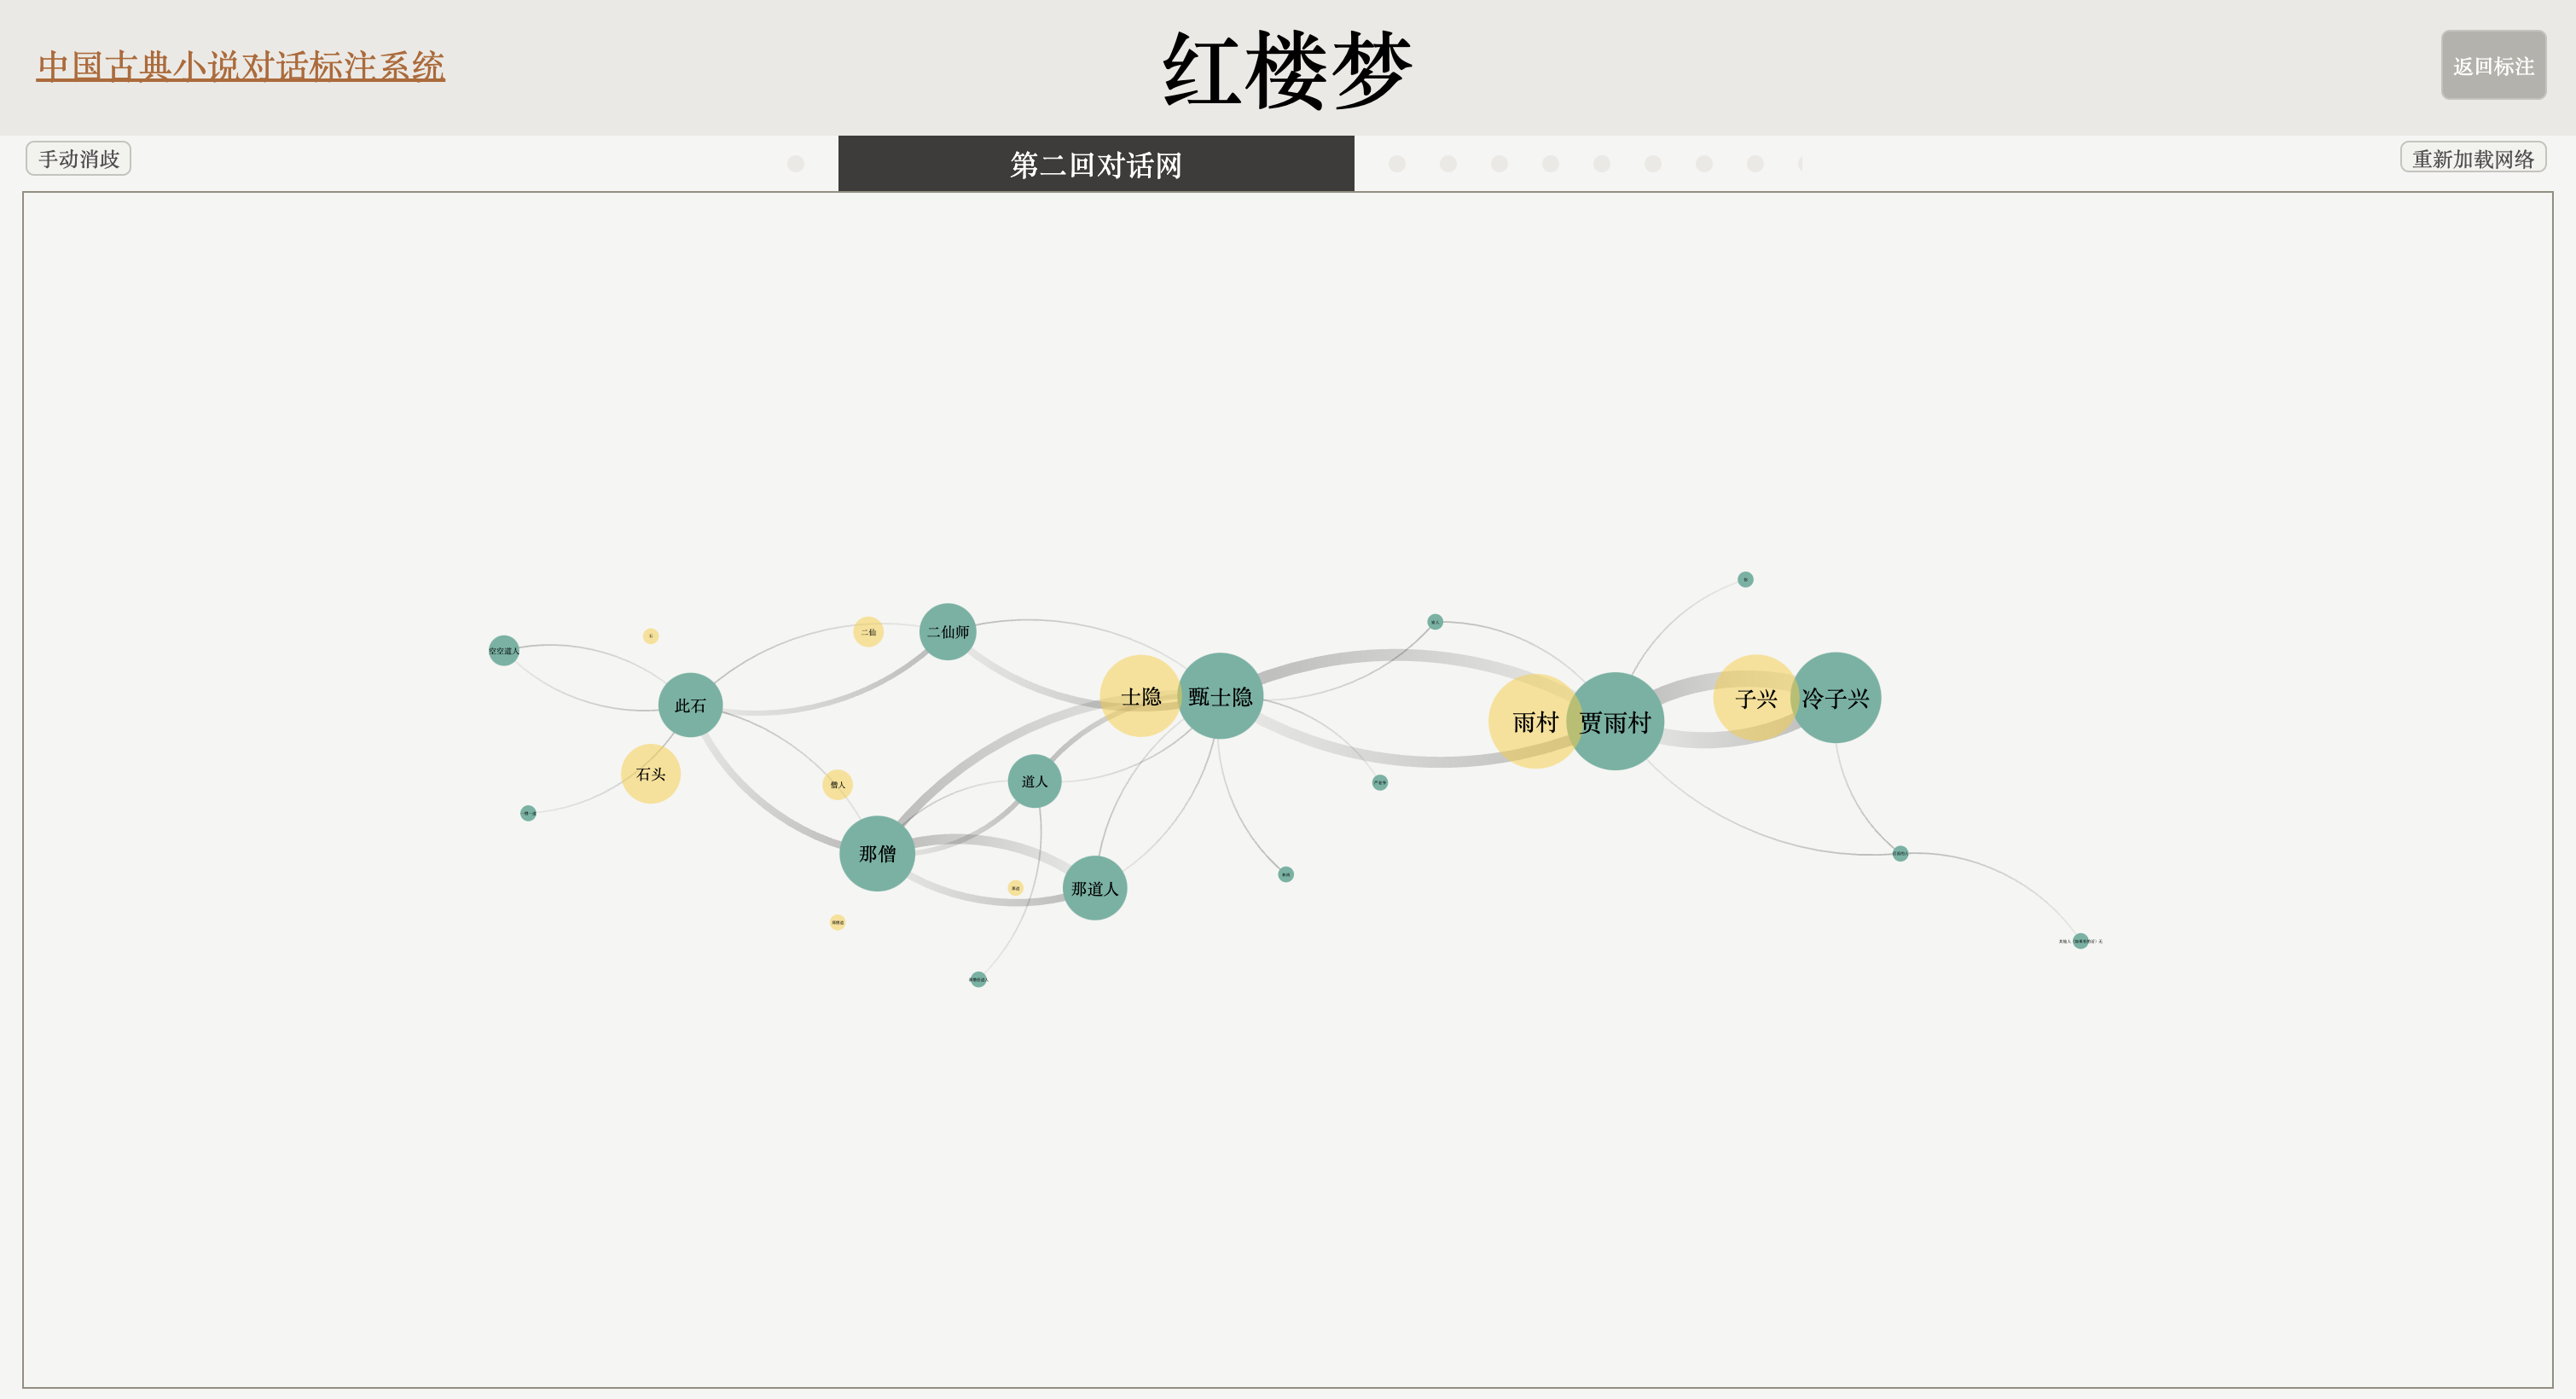 中国古典小说对话标注系统
红楼梦
返回标注
手动消歧
第二回对话网
重新加载网络
二仙
二仙师
空空道人
此石
士隐
甄士隐
子兴
冷子兴
雨村
贾雨村
石头
僧人
道人
那僧
那道人